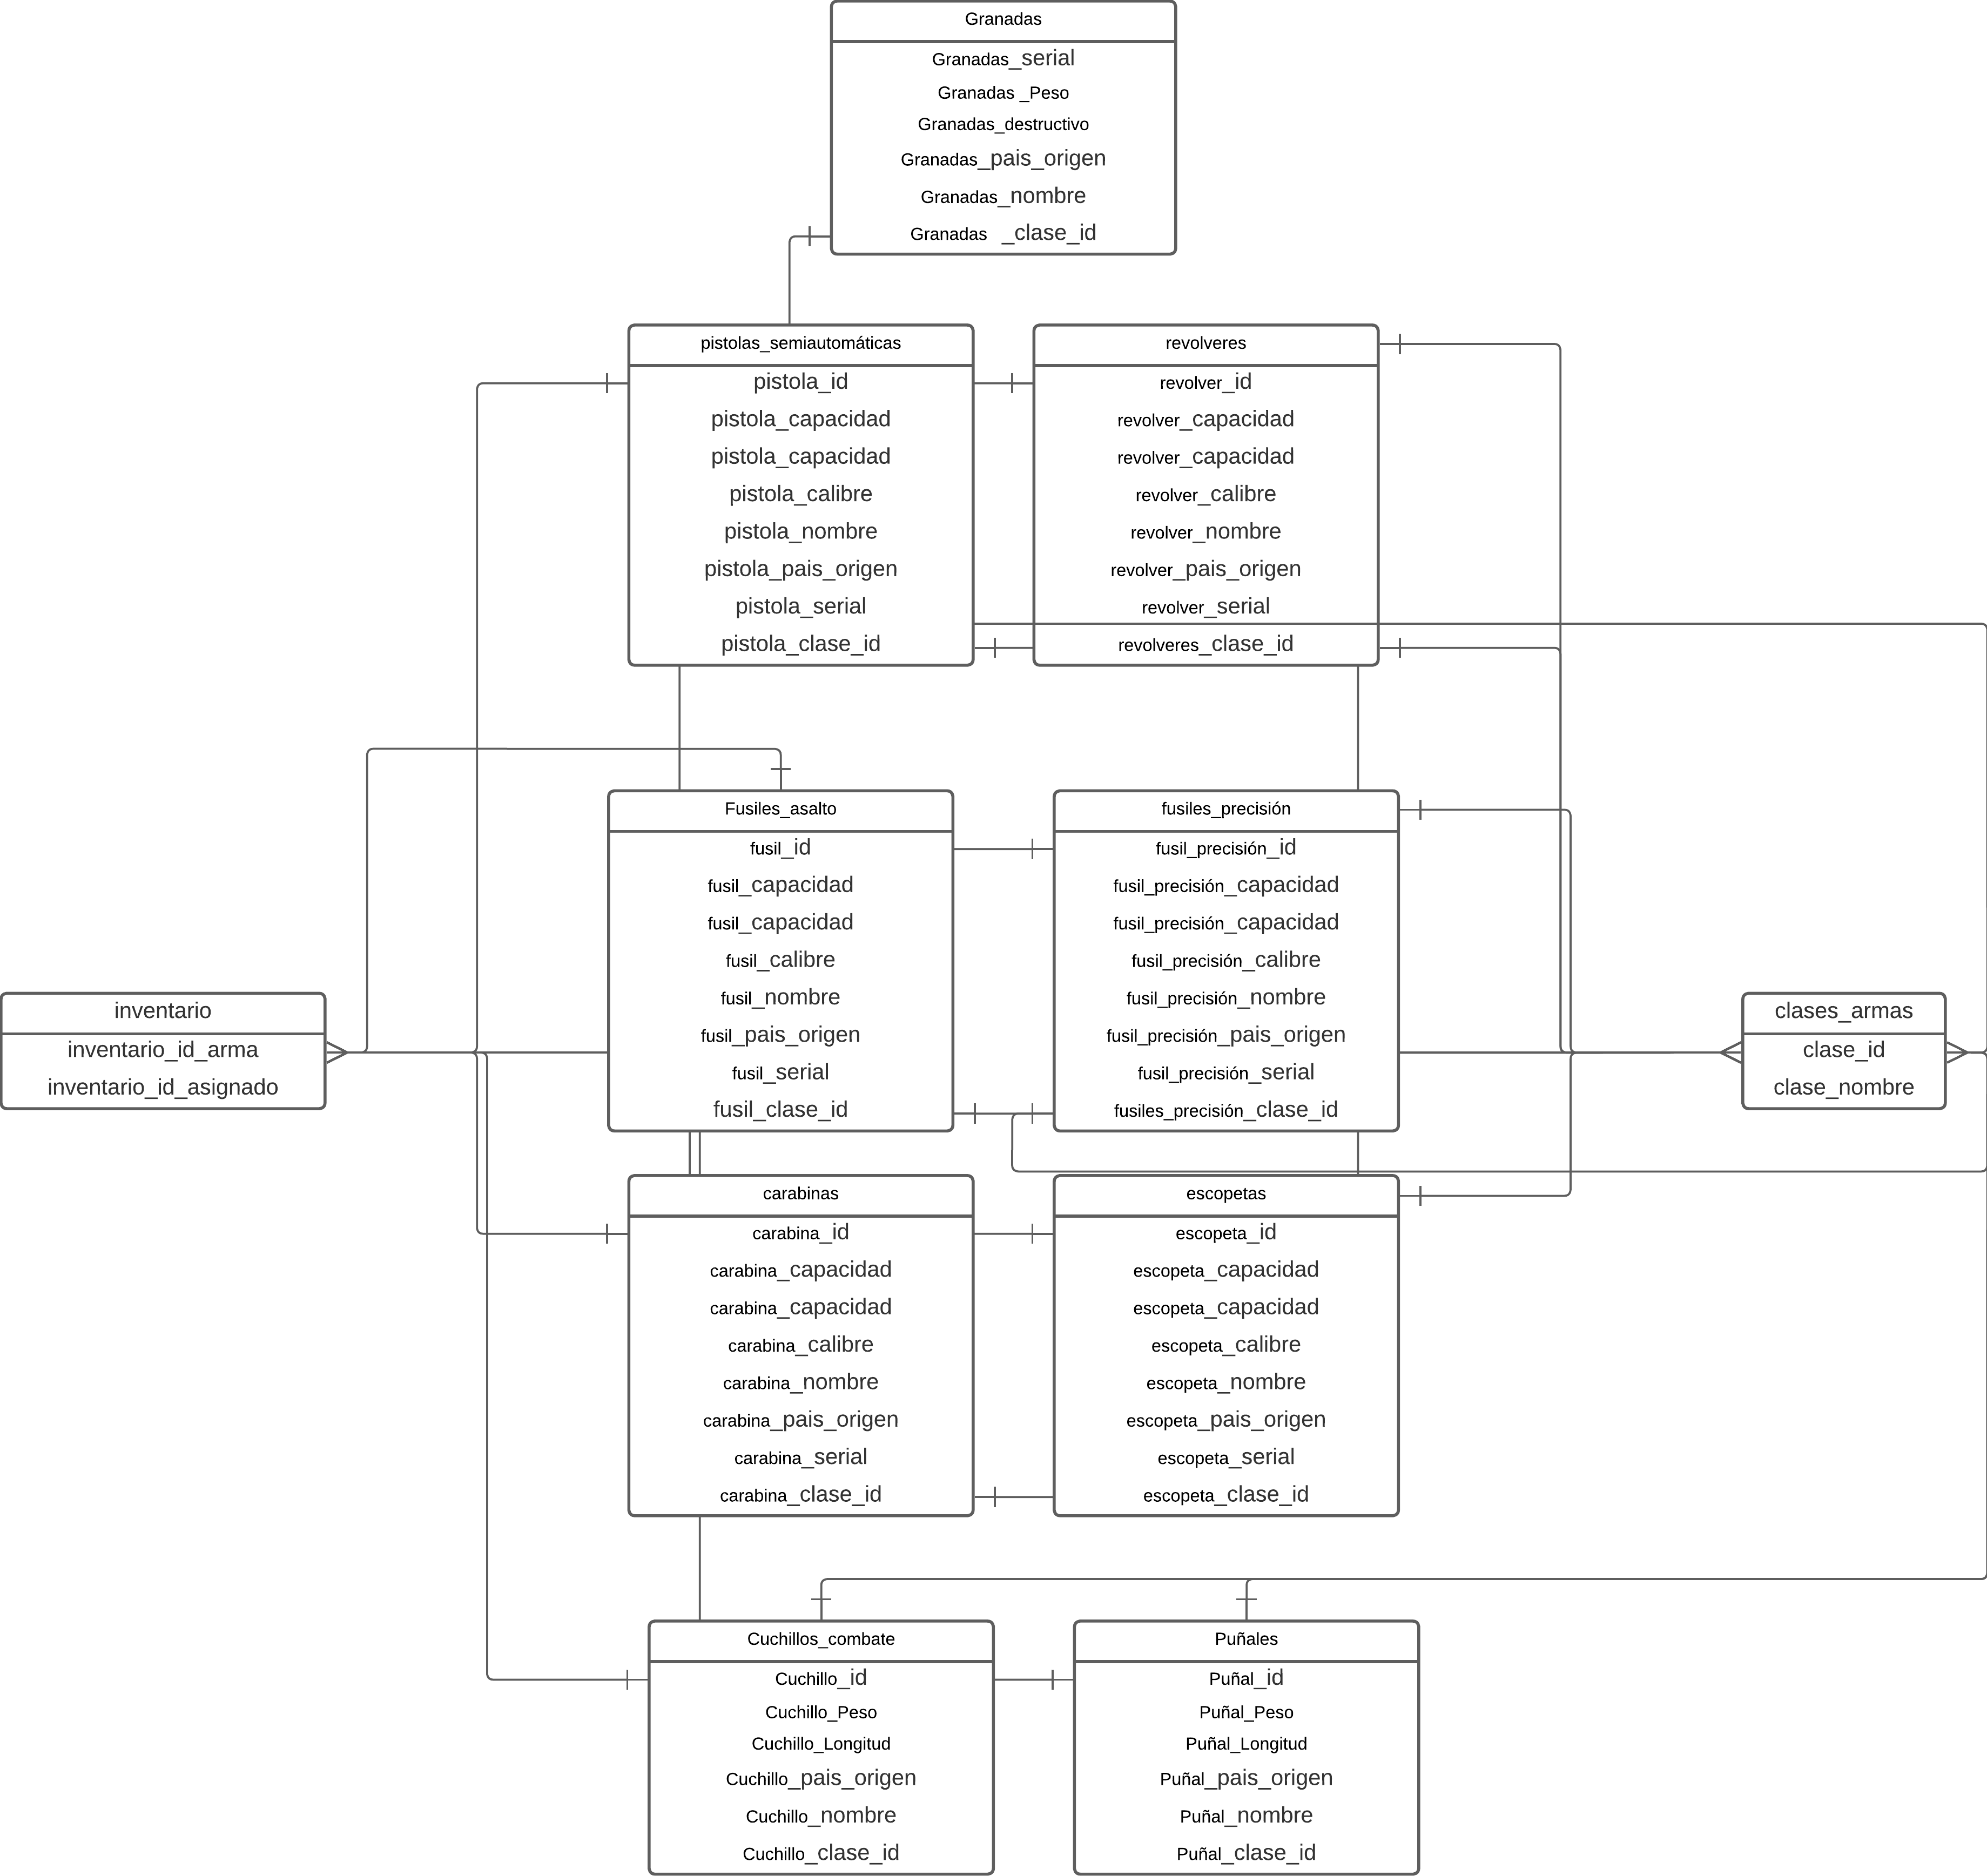 Granadas
Granadas_serial
Granadas _Peso
Granadas_destructivo
Granadas_pais_origen
Granadas_nombre
Granadas _clase_id
pistolas_semiautomáticas
pistola_id
pistola_capacidad
pistola_capacidad
pistola_calibre
pistola_nombre
pistola_pais_origen
pistola_serial
pistola_clase_id
revolveres
revolver_id
revolver_capacidad
revolver_capacidad
revolver_calibre
revolver_nombre
revolver_pais_origen
revolver_serial
revolveres_clase_id
Fusiles_asalto
fusil_id
fusil_capacidad
fusil_capacidad
fusil_calibre
fusil_nombre
fusil_pais_origen
fusil_serial
fusil_clase_id
fusiles_precisión
fusil_precisión_id
fusil_precisión_capacidad
fusil_precisión_capacidad
fusil_precisión_calibre
fusil_precisión_nombre
fusil_precisión_pais_origen
fusil_precisión_serial
fusiles_precisión_clase_id
inventario
inventario_id_arma
inventario_id_asignado
clases_armas
clase_id
clase_nombre
carabinas
carabina_id
carabina_capacidad
carabina_capacidad
carabina_calibre
carabina_nombre
carabina_pais_origen
carabina_serial
carabina_clase_id
escopetas
escopeta_id
escopeta_capacidad
escopeta_capacidad
escopeta_calibre
escopeta_nombre
escopeta_pais_origen
escopeta_serial
escopeta_clase_id
Cuchillos_combate
Cuchillo_id
Cuchillo_Peso
Cuchillo_Longitud
Cuchillo_pais_origen
Cuchillo_nombre
Cuchillo_clase_id
Puñales
Puñal_id
Puñal_Peso
Puñal_Longitud
Puñal_pais_origen
Puñal_nombre
Puñal_clase_id